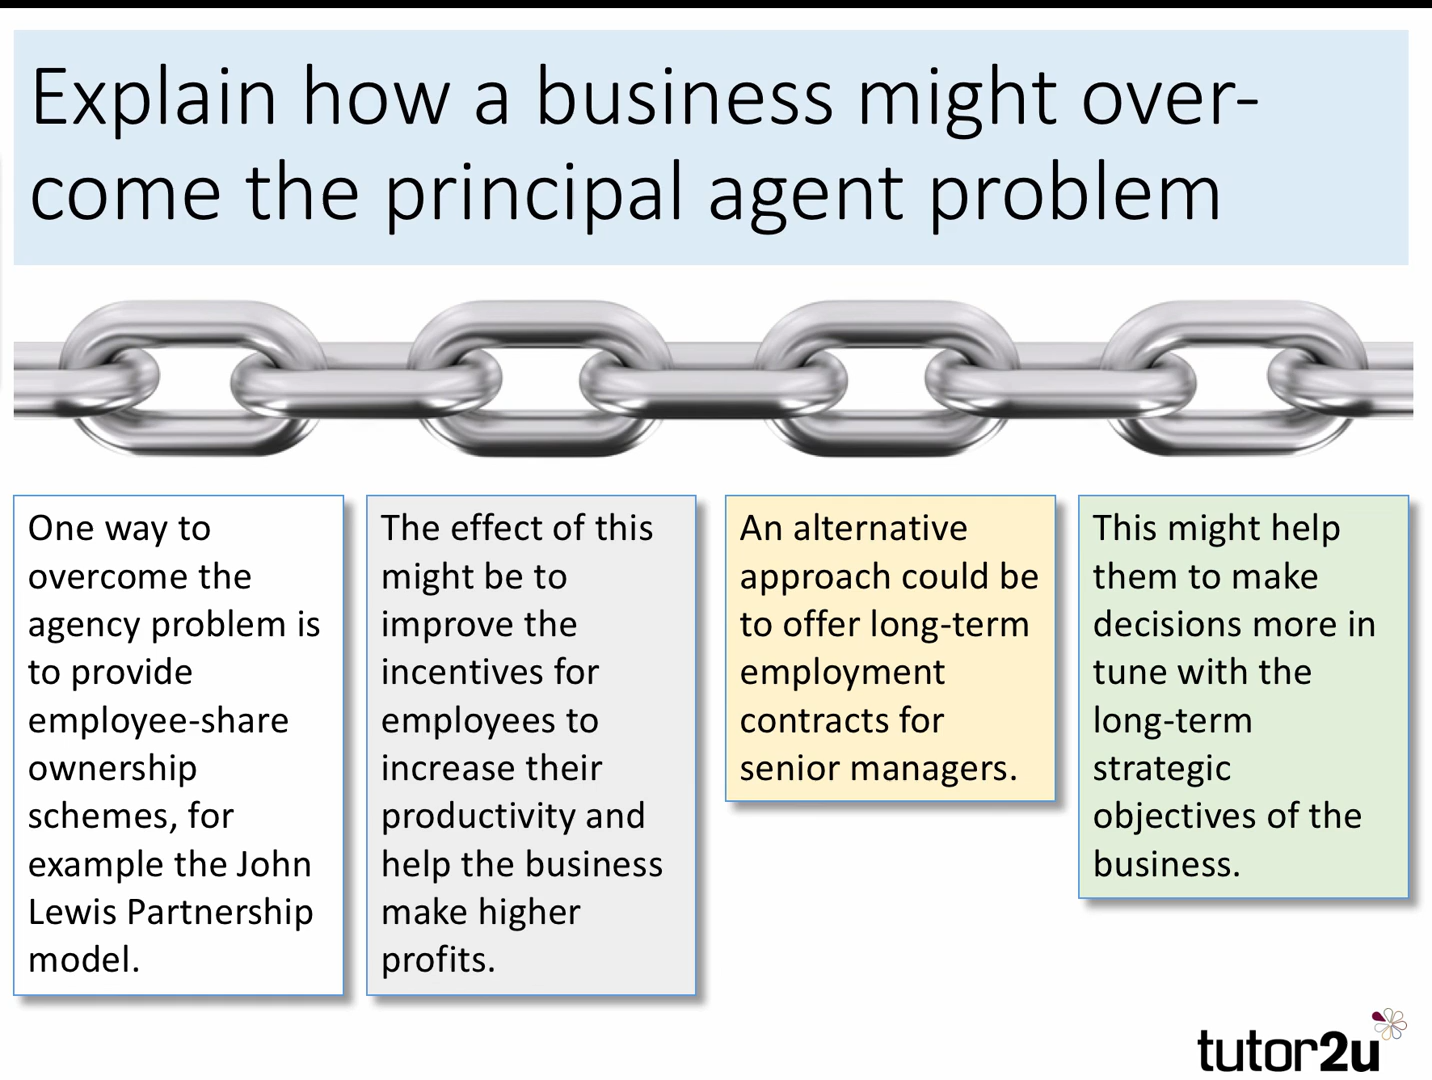 Explain how a business might over-
come the principal agent problem
One way to
overcome the
agency problem is
to provide
employee-share
ownership
schemes, for
example the John
Lewis Partnership
model.
The effect of this
might be to
improve the
incentives for
employees to
increase their
productivity and
help the business
make higher
profits.
An alternative
approach could be
to offer long-term
employment
contracts for
senior managers.
This might help
them to make
decisions more in
tune with the
long-term
strategic
objectives of the
business.
tutor2u